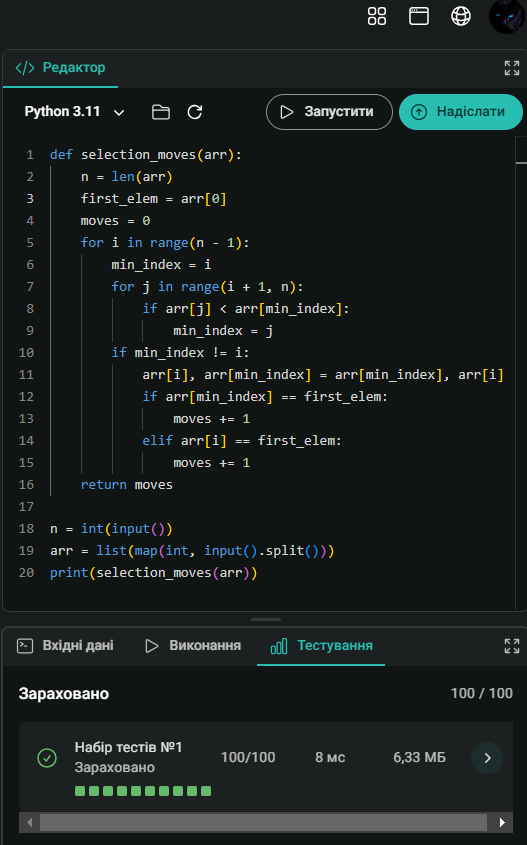 </> Редактор
Python 3.11 Запустити Надіслати
1 def selection_moves(arr):
2 n = len(arr)
3 first_elem = arr[0]
4 moves = 0
5 for i in range(n - 1):
6 min_index = i
7 for j in range(i + 1, n):
8 if arr[j] < arr[min_index]:
9 min_index = j
10 if min_index != i:
11 arr[i], arr[min_index] = arr[min_index], arr[i]
12 if arr[min_index] == first_elem:
13 moves += 1
14 elif arr[i] == first_elem:
15 moves += 1
16 return moves
17
18 n = int(input())
19 arr = list(map(int, input().split()))
20 print(selection_moves(arr))
Вхідні дані Виконання Тестування
Зараховано 100 / 100
Набір тестів №1 100/100 8 мс 6,33 МБ
Зараховано